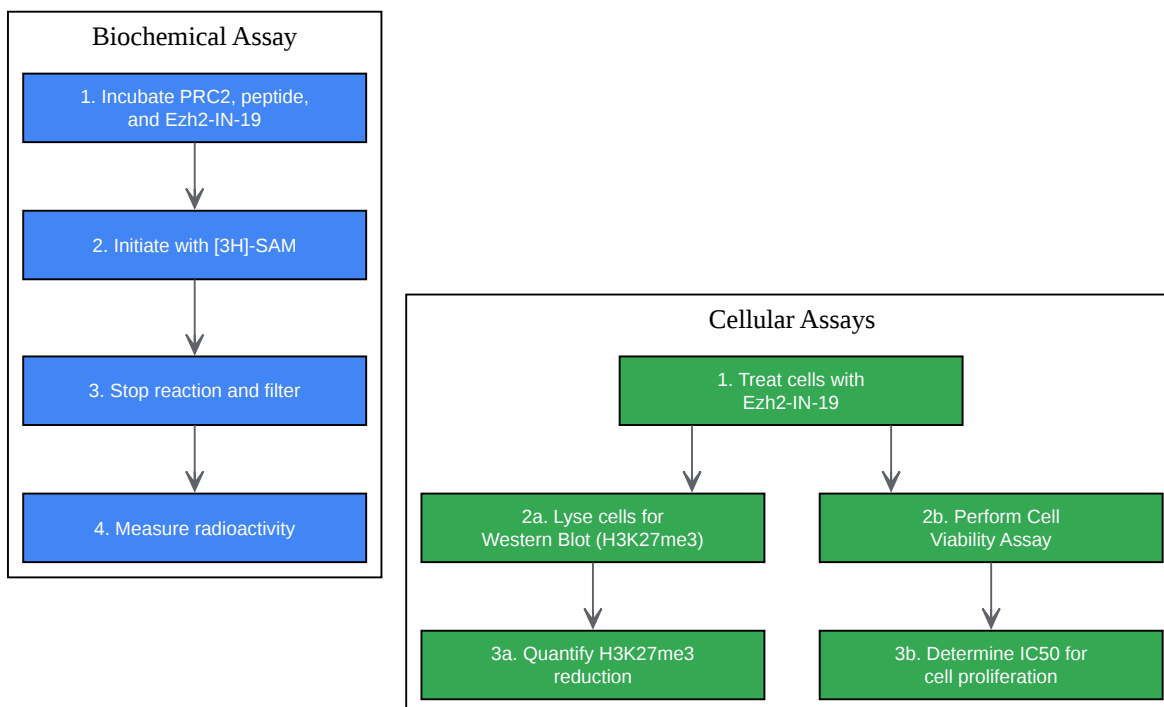 Biochemical Assay
1. Incubate PRC2, peptide,
and Ezh2-IN-19
2. Initiate with [3H]-SAM
3. Stop reaction and filter
4. Measure radioactivity
Cellular Assays
1. Treat cells with
Ezh2-IN-19
2a. Lyse cells for
Western Blot (H3K27me3)
2b. Perform Cell
Viability Assay
3a. Quantify H3K27me3
reduction
3b. Determine IC50 for
cell proliferation